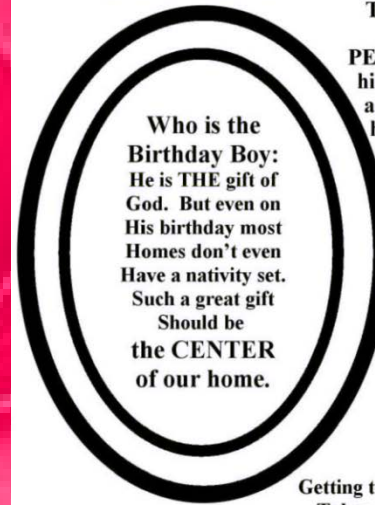 Who is the
Birthday Boy:
He is THE gift of
God.  But even on
His birthday most
Homes don't even
Have a nativity set.
Such a great gift
Should be
the CENTER
of our home.
Getting